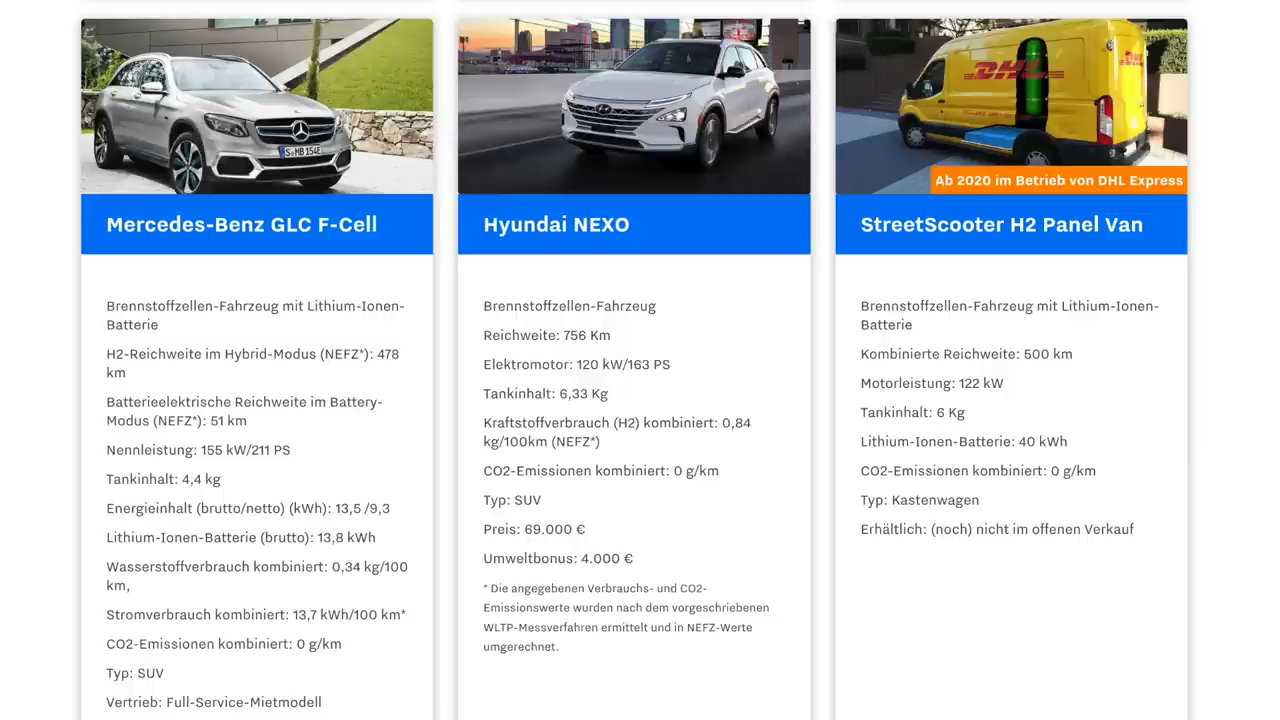 S MB 154E
DHL
Ab 2020 im Betrieb von DHL Express
Mercedes-Benz GLC F-Cell
Brennstoffzellen-Fahrzeug mit Lithium-Ionen-
Batterie
H2-Reichweite im Hybrid-Modus (NEFZ*): 478
km
Batterieelektrische Reichweite im Battery-
Modus (NEFZ*): 51 km
Nennleistung: 155 kW/211 PS
Tankinhalt: 4,4 kg
Energieinhalt (brutto/netto) (kWh): 13,5 /9,3
Lithium-Ionen-Batterie (brutto): 13,8 kWh
Wasserstoffverbrauch kombiniert: 0,34 kg/100
km,
Stromverbrauch kombiniert: 13,7 kWh/100 km*
CO2-Emissionen kombiniert: 0 g/km
Typ: SUV
Vertrieb: Full-Service-Mietmodell
Hyundai NEXO
Brennstoffzellen-Fahrzeug
Reichweite: 756 Km
Elektromotor: 120 kW/163 PS
Tankinhalt: 6,33 Kg
Kraftstoffverbrauch (H2) kombiniert: 0,84
kg/100km (NEFZ*)
CO2-Emissionen kombiniert: 0 g/km
Typ: SUV
Preis: 69.000 €
Umweltbonus: 4.000 €
* Die angegebenen Verbrauchs- und CO2-
Emissionswerte wurden nach dem vorgeschriebenen
WLTP-Messverfahren ermittelt und in NEFZ-Werte
umgerechnet.
StreetScooter H2 Panel Van
Brennstoffzellen-Fahrzeug mit Lithium-Ionen-
Batterie
Kombinierte Reichweite: 500 km
Motorleistung: 122 kW
Tankinhalt: 6 Kg
Lithium-Ionen-Batterie: 40 kWh
CO2-Emissionen kombiniert: 0 g/km
Typ: Kastenwagen
Erhältlich: (noch) nicht im offenen Verkauf